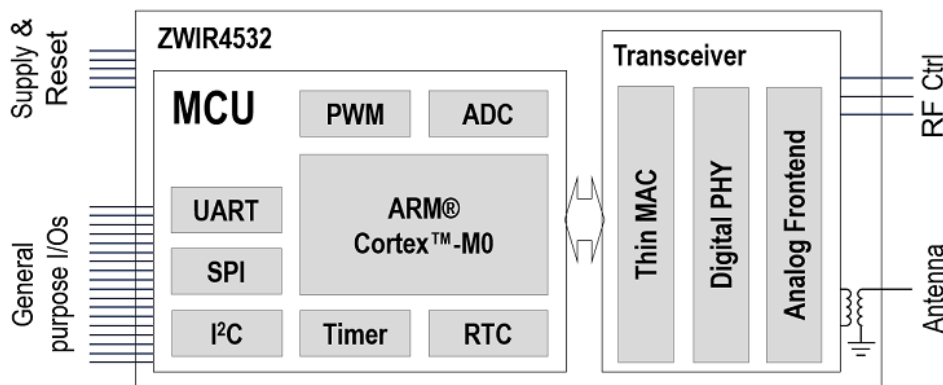 ZWIR4532
Supply &
Reset
MCU
PWM
ADC
UART
ARM®
Cortex™-M0
SPI
I²C
Timer
RTC
General
purpose I/Os
Transceiver
Thin MAC
Digital PHY
Analog Frontend
RF Ctrl
Antenna